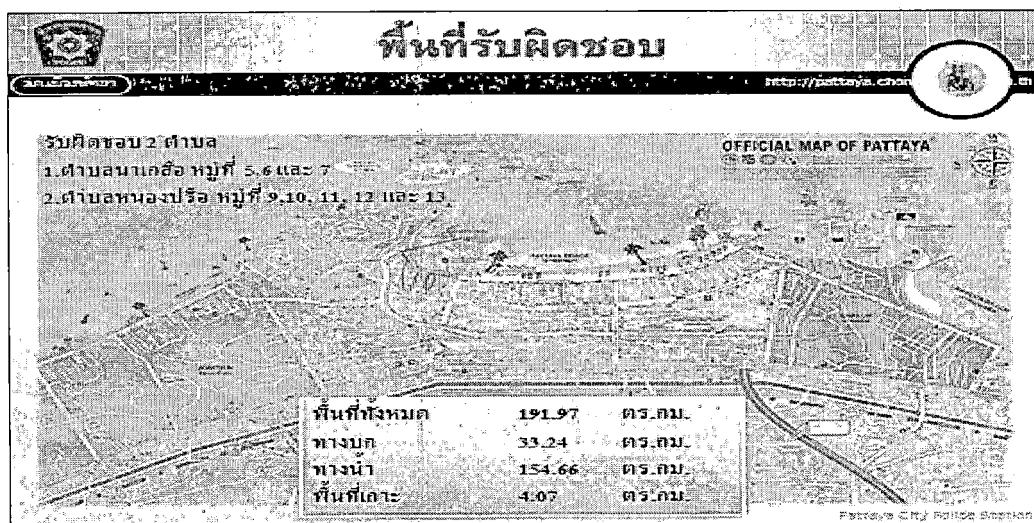 พื้นที่รับผิดชอบ
http://pattaya.chon
รับผิดชอบ 2 ตำบล
1.ตำบลนาเกลือ หมู่ที่ 5,6 และ 7
2.ตำบลหนองปรือ หมู่ที่ 9,10, 11, 12 และ 13
OFFICIAL MAP OF PATTAYA
พื้นที่ทั้งหมด 191.97 ตร.กม.
ทางบก 33.24 ตร.กม.
ทางน้ำ 154.66 ตร.กม.
พื้นที่เกาะ 4.07 ตร.กม.
Pattaya City Police Station